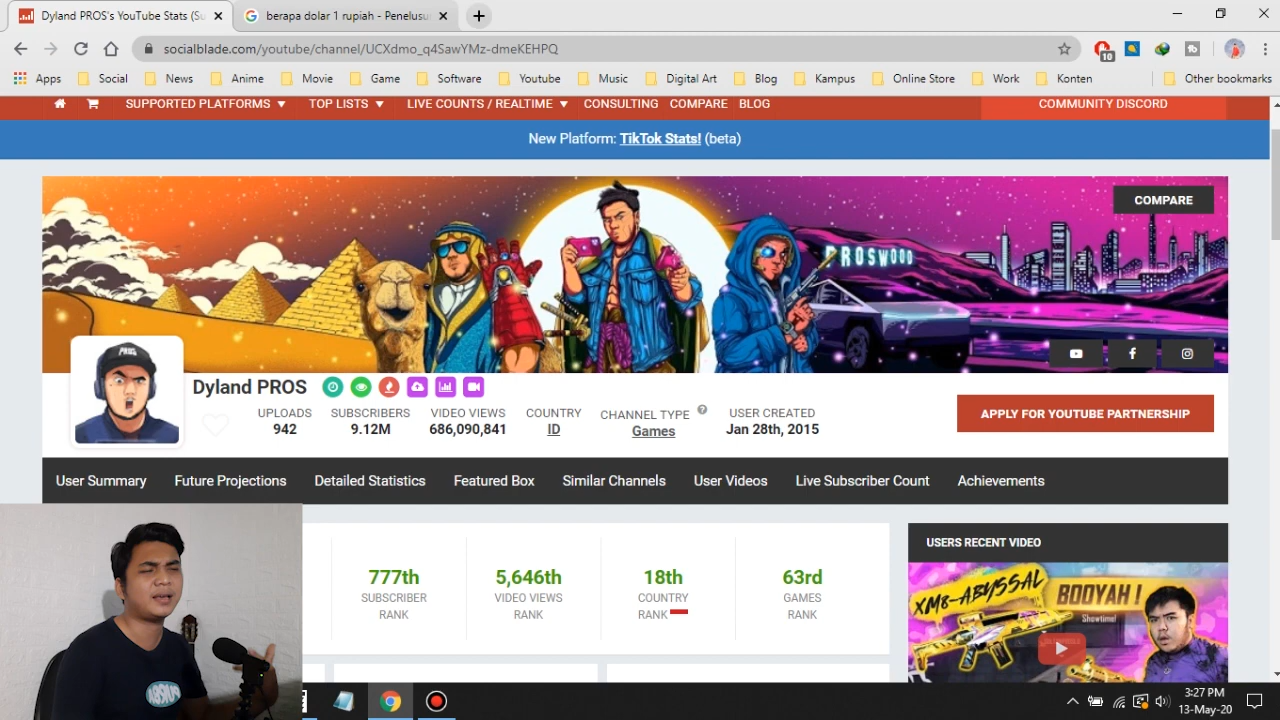 Dyland PROS's YouTube Stats (Su
berapa dolar 1 rupiah - Penelusu
socialblade.com/youtube/channel/UCXdmo_q4SawYMz-dmeKEHPQ
10
Apps Social News Anime Movie Game Software Youtube Music Digital Art Blog Kampus Online Store Work Konten Other bookmarks
SUPPORTED PLATFORMS TOP LISTS LIVE COUNTS / REALTIME CONSULTING COMPARE BLOG COMMUNITY DISCORD
New Platform: TikTok Stats! (beta)
COMPARE
PROSWOOD
PROS
Dyland PROS
UPLOADS SUBSCRIBERS VIDEO VIEWS COUNTRY CHANNEL TYPE ? USER CREATED
942 9.12M 686,090,841 ID Games Jan 28th, 2015
APPLY FOR YOUTUBE PARTNERSHIP
User Summary Future Projections Detailed Statistics Featured Box Similar Channels User Videos Live Subscriber Count Achievements
777th 5,646th 18th 63rd
SUBSCRIBER VIDEO VIEWS COUNTRY GAMES
RANK RANK RANK RANK
USERS RECENT VIDEO
XM8-ABYSSAL
BOOYAH !
Showtime!
3:27 PM
13-May-20